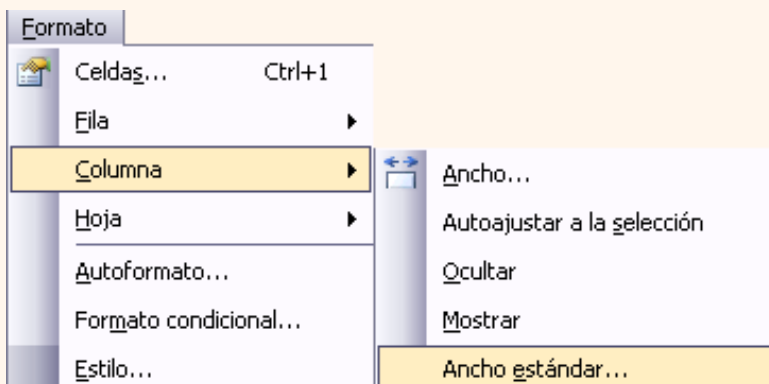 Formato
Celdas... Ctrl+1
Fila
Columna
Hoja
Autoformato...
Formato condicional...
Estilo...
Ancho...
Autoajustar a la selección
Ocultar
Mostrar
Ancho estándar...